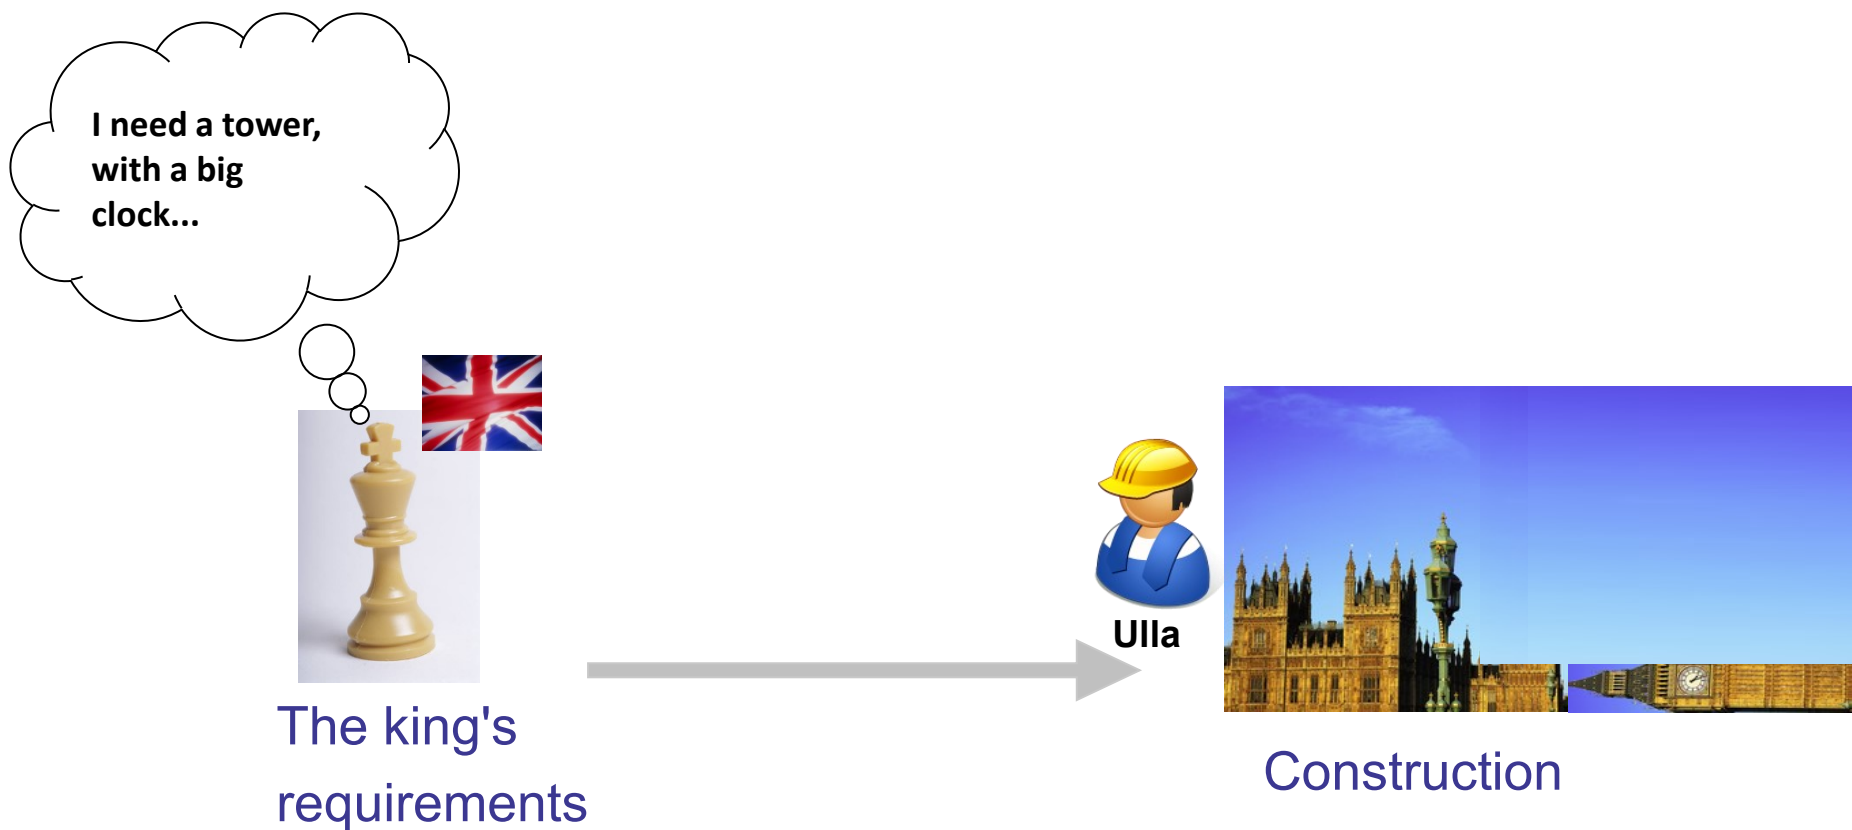 I need a tower,
with a big
clock...
Ulla
The king's
requirements
Construction